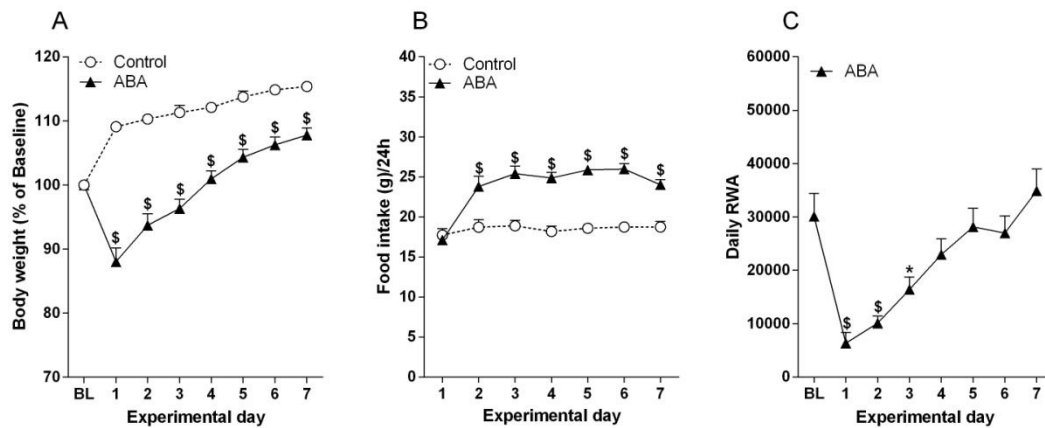 A
Body weight (% of Baseline)
120
110
100
90
80
70
Control
ABA
$ $ $ $ $ $ $
BL 1 2 3 4 5 6 7
Experimental day
B
Food intake (g)/24h
40
35
30
25
20
15
10
5
0
Control
ABA
$ $ $ $ $ $
1 2 3 4 5 6 7
Experimental day
C
Daily RWA
60000
50000
40000
30000
20000
10000
0
ABA
$ $ *
BL 1 2 3 4 5 6 7
Experimental day